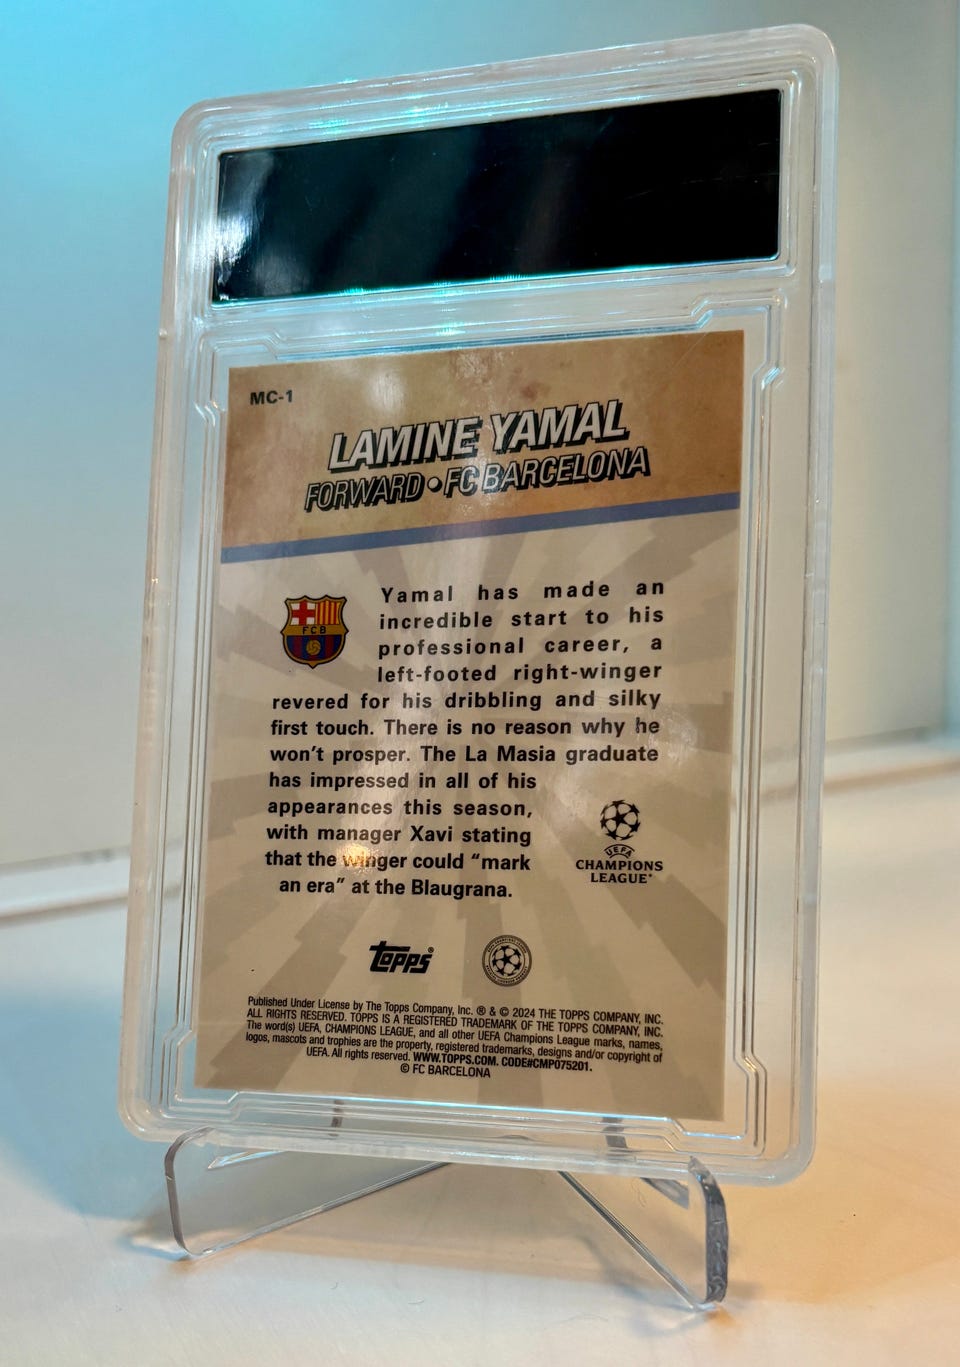 MC-1
LAMINE YAMAL
FORWARD • FC BARCELONA
FCB
Yamal has made an
incredible start to his
professional career, a
left-footed right-winger
revered for his dribbling and silky
first touch. There is no reason why he
won't prosper. The La Masia graduate
has impressed in all of his
appearances this season,
with manager Xavi stating
that the winger could “mark
an era” at the Blaugrana.
UEFA
CHAMPIONS
LEAGUE®
Topps®
Published Under License by The Topps Company, Inc. ® & © 2024 THE TOPPS COMPANY, INC.
ALL RIGHTS RESERVED. TOPPS IS A REGISTERED TRADEMARK OF THE TOPPS COMPANY, INC.
The word(s) UEFA, CHAMPIONS LEAGUE, and all other UEFA Champions League marks, names,
logos, mascots and trophies are the property, registered trademarks, designs and/or copyright of
UEFA. All rights reserved. WWW.TOPPS.COM. CODE#CMP075201.
© FC BARCELONA